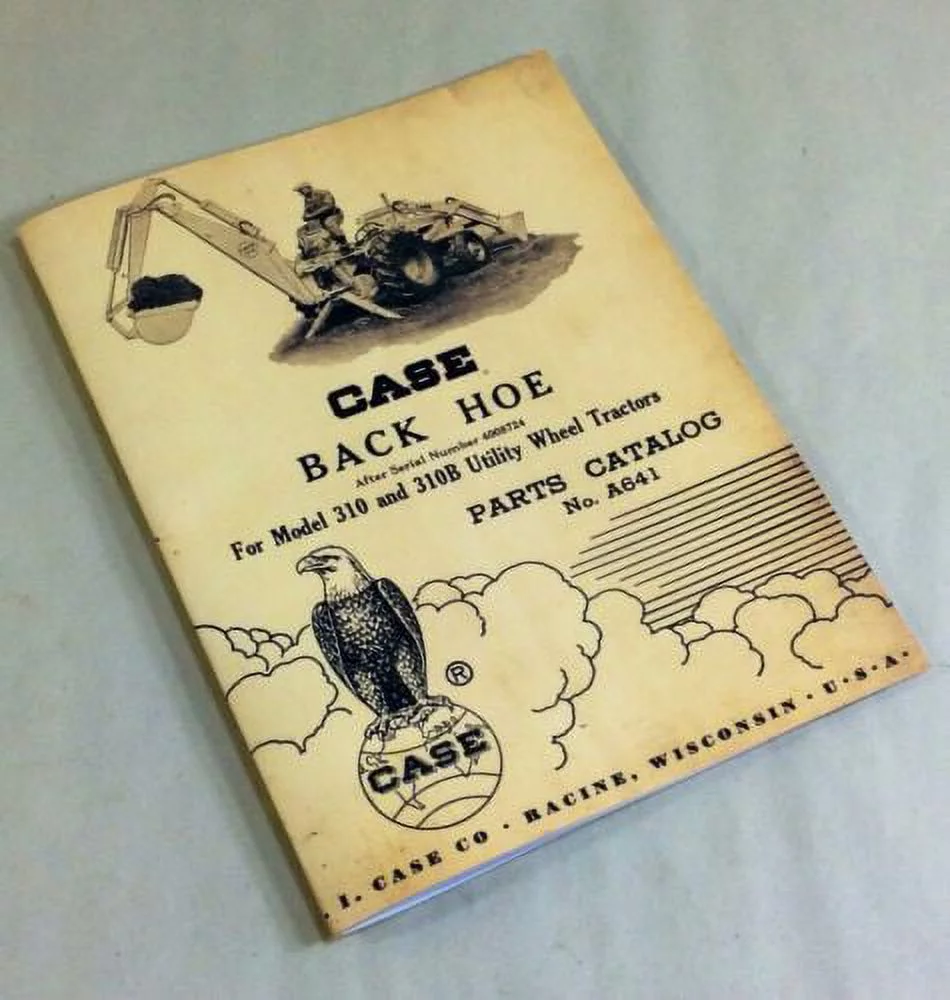 CASE
BACK HOE
After Serial Number 4008724
For Model 310 and 310B Utility Wheel Tractors
PARTS CATALOG
No. A641
®
CASE
. I. CASE CO · RACINE, WISCONSIN · U·S·A·